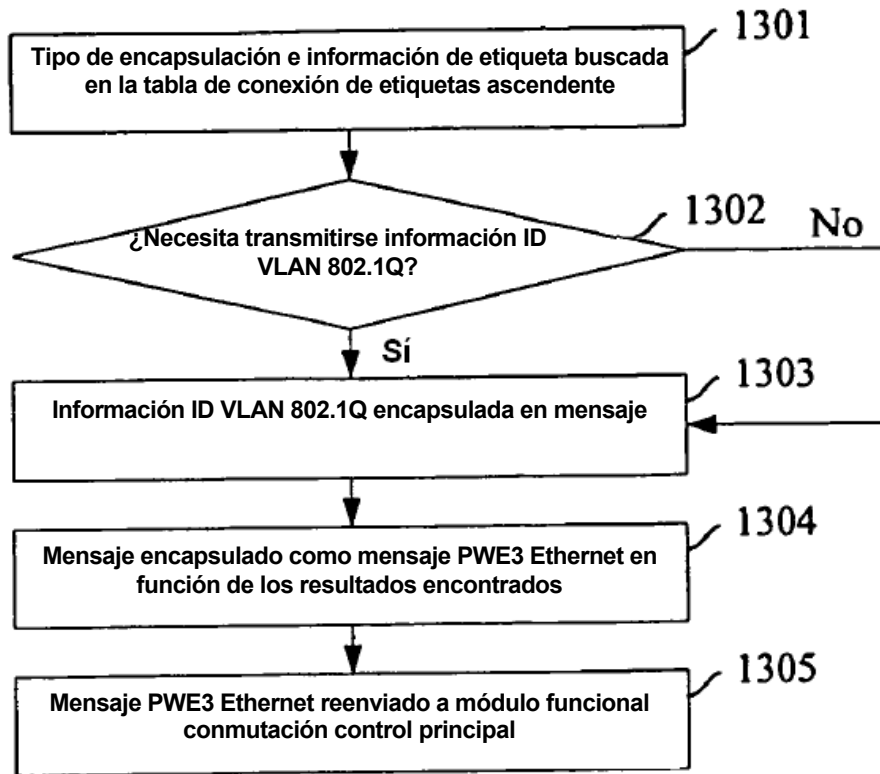 1301
Tipo de encapsulación e información de etiqueta buscada
en la tabla de conexión de etiquetas ascendente
1302
No
¿Necesita transmitirse información ID
VLAN 802.1Q?
Sí
1303
Información ID VLAN 802.1Q encapsulada en mensaje
1304
Mensaje encapsulado como mensaje PWE3 Ethernet en
función de los resultados encontrados
1305
Mensaje PWE3 Ethernet reenviado a módulo funcional
conmutación control principal